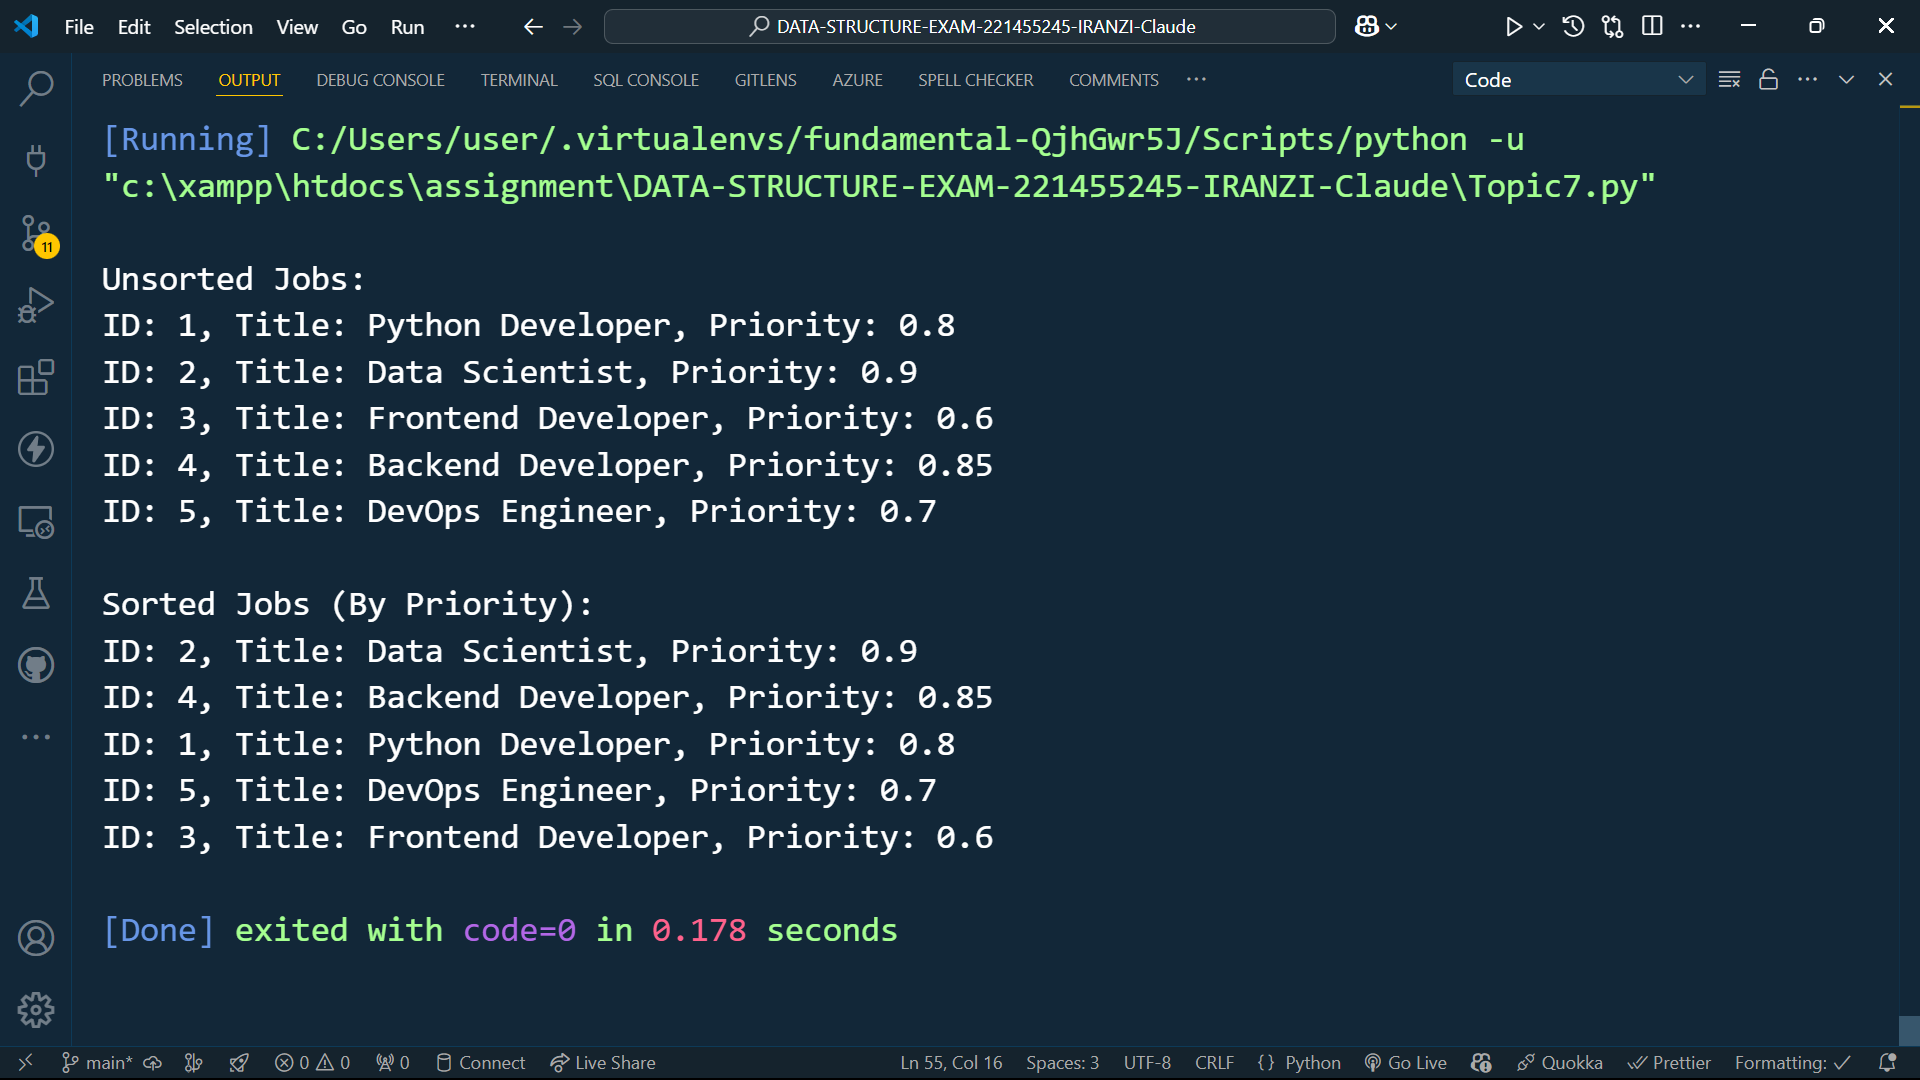 File Edit Selection View Go Run ··· DATA-STRUCTURE-EXAM-221455245-IRANZI-Claude
PROBLEMS OUTPUT DEBUG CONSOLE TERMINAL SQL CONSOLE GITLENS AZURE SPELL CHECKER COMMENTS ··· Code
[Running] C:/Users/user/.virtualenvs/fundamental-QjhGwr5J/Scripts/python -u
"c:\xampp\htdocs\assignment\DATA-STRUCTURE-EXAM-221455245-IRANZI-Claude\Topic7.py"
11
Unsorted Jobs:
ID: 1, Title: Python Developer, Priority: 0.8
ID: 2, Title: Data Scientist, Priority: 0.9
ID: 3, Title: Frontend Developer, Priority: 0.6
ID: 4, Title: Backend Developer, Priority: 0.85
ID: 5, Title: DevOps Engineer, Priority: 0.7
Sorted Jobs (By Priority):
ID: 2, Title: Data Scientist, Priority: 0.9
ID: 4, Title: Backend Developer, Priority: 0.85
ID: 1, Title: Python Developer, Priority: 0.8
ID: 5, Title: DevOps Engineer, Priority: 0.7
ID: 3, Title: Frontend Developer, Priority: 0.6
[Done] exited with code=0 in 0.178 seconds
main* 0 0 0 Connect Live Share Ln 55, Col 16 Spaces: 3 UTF-8 CRLF {} Python Go Live Quokka Prettier Formatting: ✓